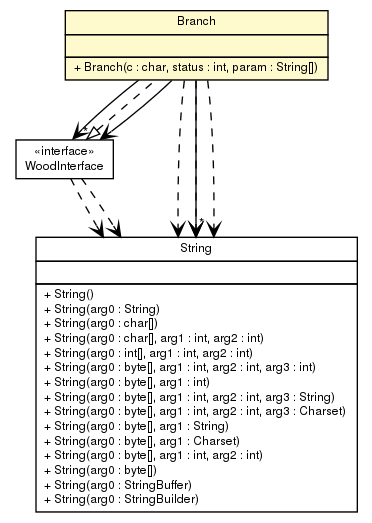 Branch
+ Branch(c : char, status : int, param : String[])
*
«interface»
WoodInterface
*
String
+ String()
+ String(arg0 : String)
+ String(arg0 : char[])
+ String(arg0 : char[], arg1 : int, arg2 : int)
+ String(arg0 : int[], arg1 : int, arg2 : int)
+ String(arg0 : byte[], arg1 : int, arg2 : int, arg3 : int)
+ String(arg0 : byte[], arg1 : int)
+ String(arg0 : byte[], arg1 : int, arg2 : int, arg3 : String)
+ String(arg0 : byte[], arg1 : int, arg2 : int, arg3 : Charset)
+ String(arg0 : byte[], arg1 : String)
+ String(arg0 : byte[], arg1 : Charset)
+ String(arg0 : byte[], arg1 : int, arg2 : int)
+ String(arg0 : byte[])
+ String(arg0 : StringBuffer)
+ String(arg0 : StringBuilder)